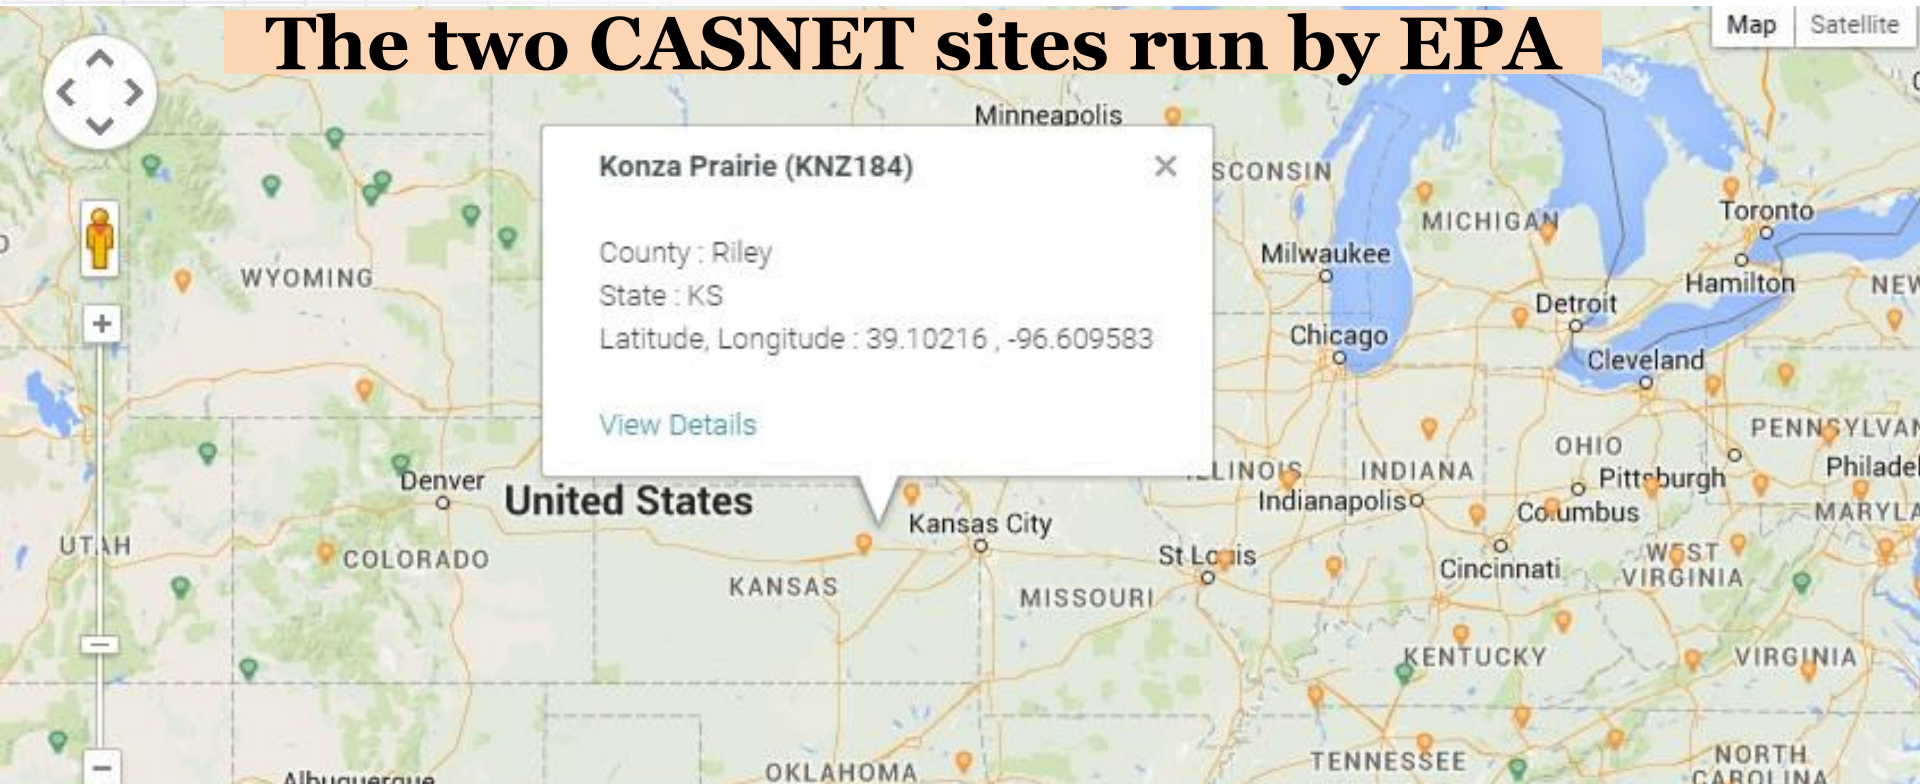 The two CASNET sites run by EPA
Map
Satellite
Minneapolis
Konza Prairie (KNZ184)
SCONSIN
Toronto
MICHIGAN
County : Riley
Milwaukee
WYOMING
Hamilton
NEW
State : KS
Detroit
Latitude, Longitude : 39.10216 , -96.609583
Chicago
Cleveland
View Details
PENNSYLVAN
OHIO
Denver
ILLINOIS
INDIANA
Pittsburgh
Philadel
United States
Indianapolis
Columbus
MARYLA
Kansas City
UTAH
COLORADO
St Louis
WEST
VIRGINIA
Cincinnati
KANSAS
MISSOURI
KENTUCKY
VIRGINIA
TENNESSEE
NORTH
CAROLINA
OKLAHOMA
Albuquerque